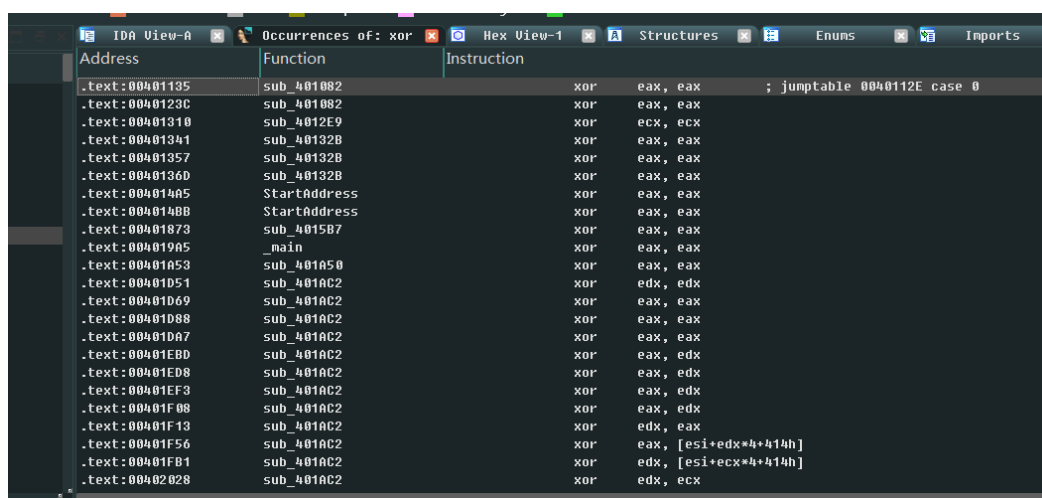 IDA View-A Occurrences of: xor Hex View-1 Structures Enums Imports
Address Function Instruction
.text:00401135 sub_401082 xor eax, eax ; jumptable 0040112E case 0
.text:0040123C sub_401082 xor eax, eax
.text:00401310 sub_4012E9 xor ecx, ecx
.text:00401341 sub_40132B xor eax, eax
.text:00401357 sub_40132B xor eax, eax
.text:0040136D sub_40132B xor eax, eax
.text:004014A5 StartAddress xor eax, eax
.text:004014BB StartAddress xor eax, eax
.text:00401873 sub_4015B7 xor eax, eax
.text:004019A5 _main xor eax, eax
.text:00401A53 sub_401A50 xor eax, eax
.text:00401D51 sub_401AC2 xor edx, edx
.text:00401D69 sub_401AC2 xor eax, eax
.text:00401D88 sub_401AC2 xor eax, eax
.text:00401DA7 sub_401AC2 xor eax, eax
.text:00401EBD sub_401AC2 xor eax, edx
.text:00401ED8 sub_401AC2 xor eax, edx
.text:00401EF3 sub_401AC2 xor eax, edx
.text:00401F08 sub_401AC2 xor eax, edx
.text:00401F13 sub_401AC2 xor edx, eax
.text:00401F56 sub_401AC2 xor eax, [esi+edx*4+414h]
.text:00401FB1 sub_401AC2 xor edx, [esi+ecx*4+414h]
.text:00402028 sub_401AC2 xor edx, ecx